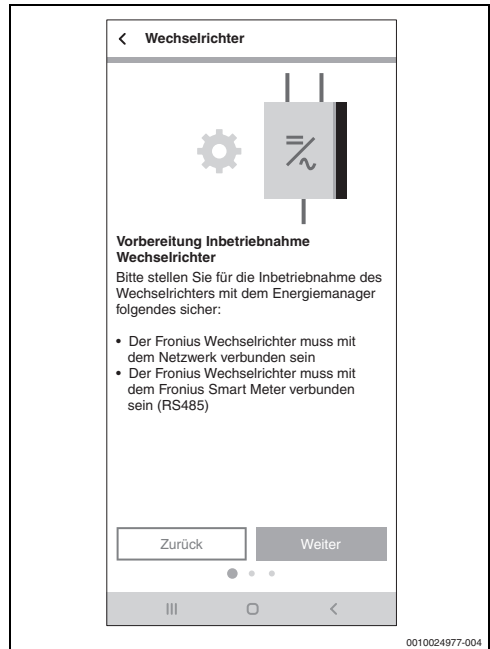 Wechselrichter
Vorbereitung Inbetriebnahme
Wechselrichter
Bitte stellen Sie für die Inbetriebnahme des
Wechselrichters mit dem Energiemanager
folgendes sicher:
• Der Fronius Wechselrichter muss mit
dem Netzwerk verbunden sein
• Der Fronius Wechselrichter muss mit
dem Fronius Smart Meter verbunden
sein (RS485)
Zurück Weiter
0010024977-004